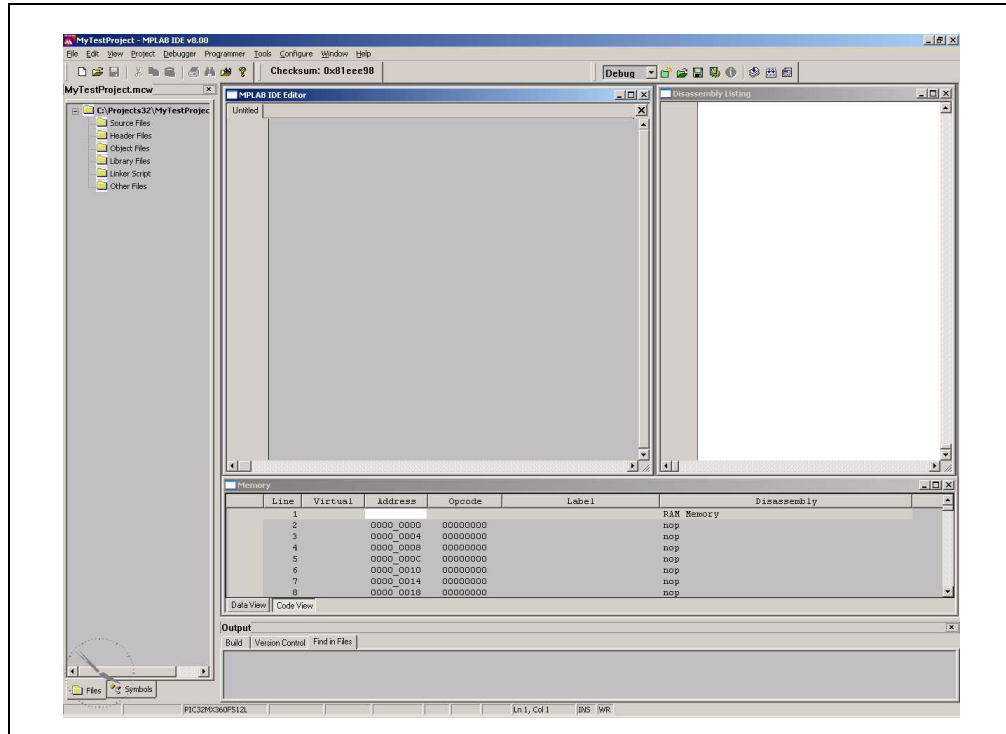 MyTestProject - MPLAB IDE v8.00
File Edit View Project Debugger Programmer Tools Configure Window Help
Checksum: 0x81eee98
Debug
MyTestProject.mcw
C:\Projects32\MyTestProjec
Source Files
Header Files
Object Files
Library Files
Linker Script
Other Files
Files Symbols
MPLAB IDE Editor
Untitled
Disassembly Listing
Memory
Line Virtual Address Opcode Label Disassembly
1 RAM Memory
2 0000_0000 00000000 nop
3 0000_0004 00000000 nop
4 0000_0008 00000000 nop
5 0000_000C 00000000 nop
6 0000_0010 00000000 nop
7 0000_0014 00000000 nop
8 0000_0018 00000000 nop
Data View Code View
Output
Build Version Control Find in Files
PIC32MX360F512L Ln 1, Col 1 INS WR